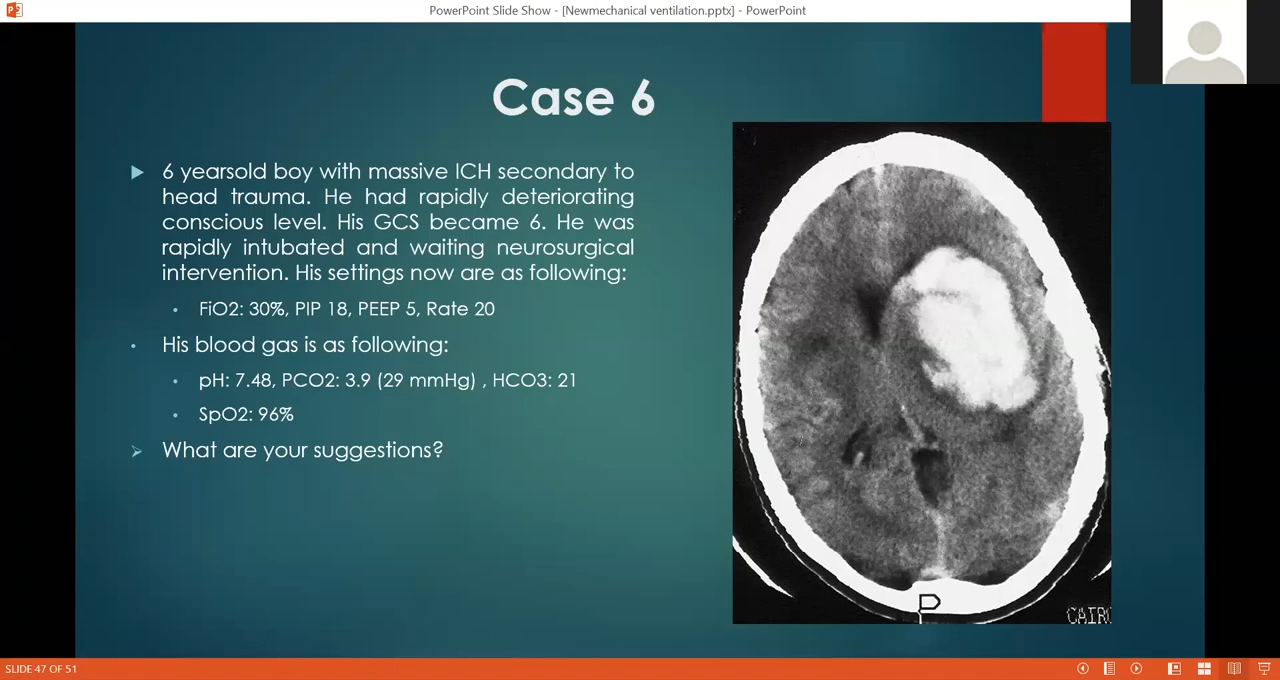 PowerPoint Slide Show - [Newmechanical ventilation.pptx] - PowerPoint
Case 6
6 yearsold boy with massive ICH secondary to
head trauma. He had rapidly deteriorating
conscious level. His GCS became 6. He was
rapidly intubated and waiting neurosurgical
intervention. His settings now are as following:
FiO2: 30%, PIP 18, PEEP 5, Rate 20
His blood gas is as following:
pH: 7.48, PCO2: 3.9 (29 mmHg) , HCO3: 21
SpO2: 96%
What are your suggestions?
P
CAIRO
SLIDE 47 OF 51